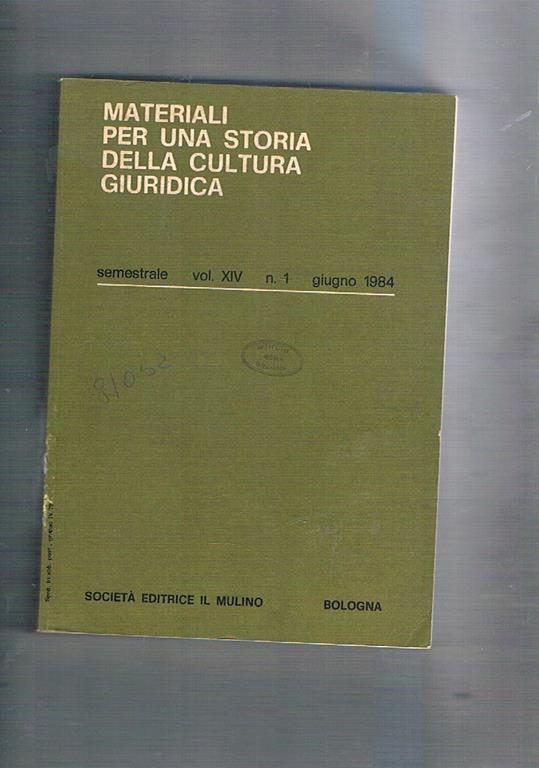 MATERIALI
PER UNA STORIA
DELLA CULTURA
GIURIDICA
semestrale vol. XIV n. 1 giugno 1984
SOCIETÀ EDITRICE IL MULINO BOLOGNA